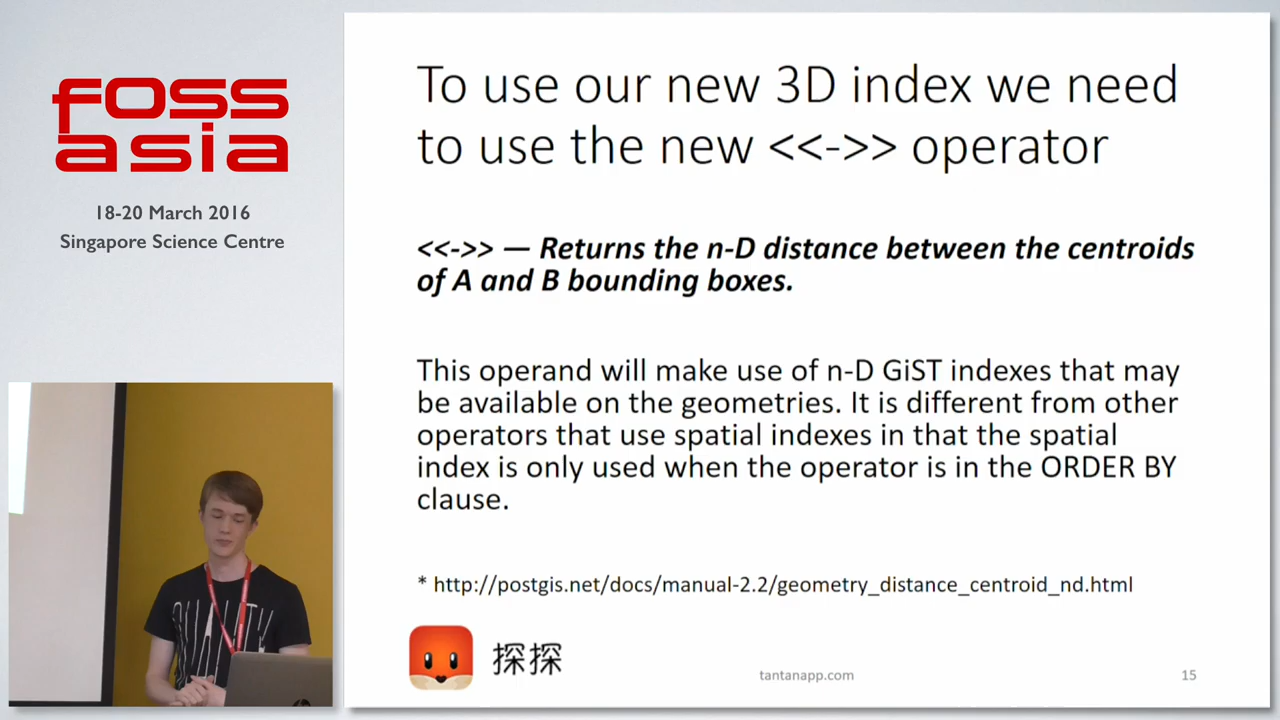 foss
asia
18-20 March 2016
Singapore Science Centre
To use our new 3D index we need
to use the new <<->> operator
<<->> — Returns the n-D distance between the centroids
of A and B bounding boxes.
This operand will make use of n-D GiST indexes that may
be available on the geometries. It is different from other
operators that use spatial indexes in that the spatial
index is only used when the operator is in the ORDER BY
clause.
* http://postgis.net/docs/manual-2.2/geometry_distance_centroid_nd.html
探探
tantanapp.com
15